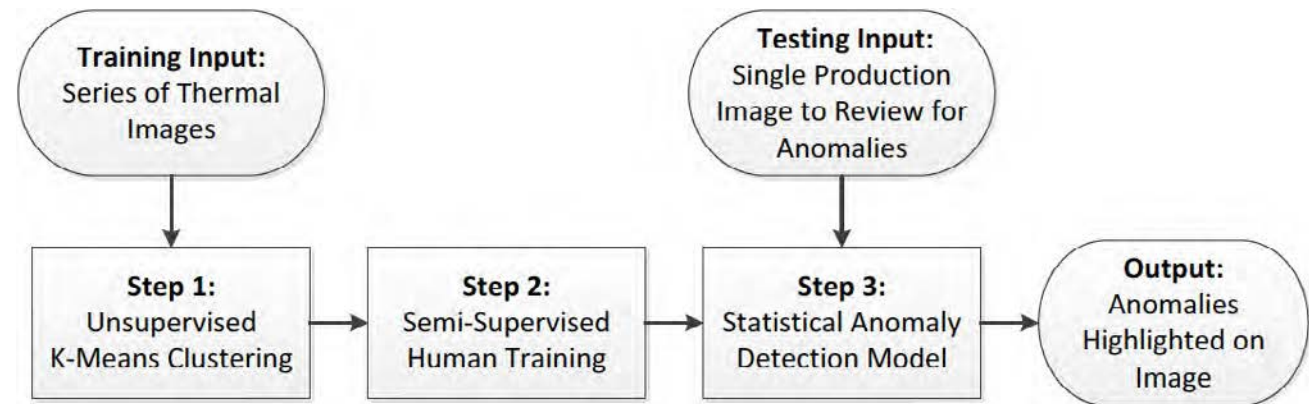 Training Input:
Series of Thermal
Images
Testing Input:
Single Production
Image to Review for
Anomalies
Step 1:
Unsupervised
K-Means Clustering
Step 2:
Semi-Supervised
Human Training
Step 3:
Statistical Anomaly
Detection Model
Output:
Anomalies
Highlighted on
Image